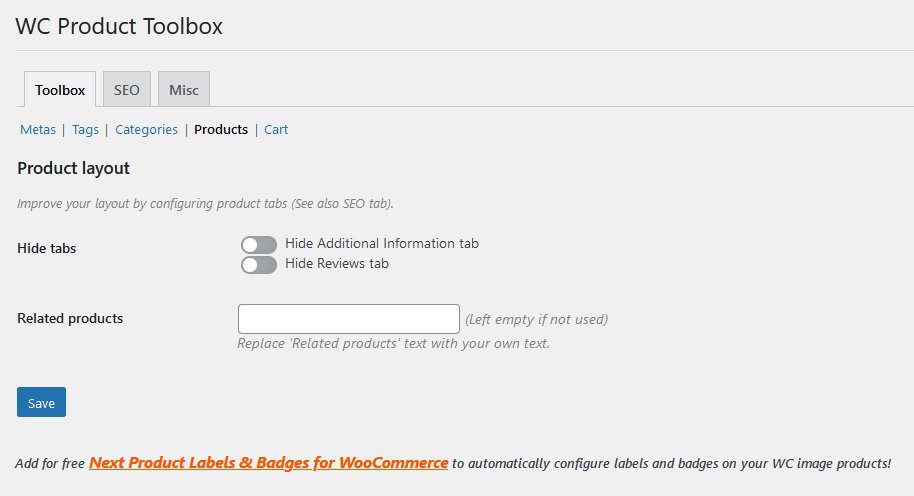 WC Product Toolbox
Toolbox SEO Misc
Metas | Tags | Categories | Products | Cart
Product layout
Improve your layout by configuring product tabs (See also SEO tab).
Hide tabs Hide Additional Information tab
Hide Reviews tab
Related products (Left empty if not used)
Replace 'Related products' text with your own text.
Save
Add for free Next Product Labels & Badges for WooCommerce to automatically configure labels and badges on your WC image products!